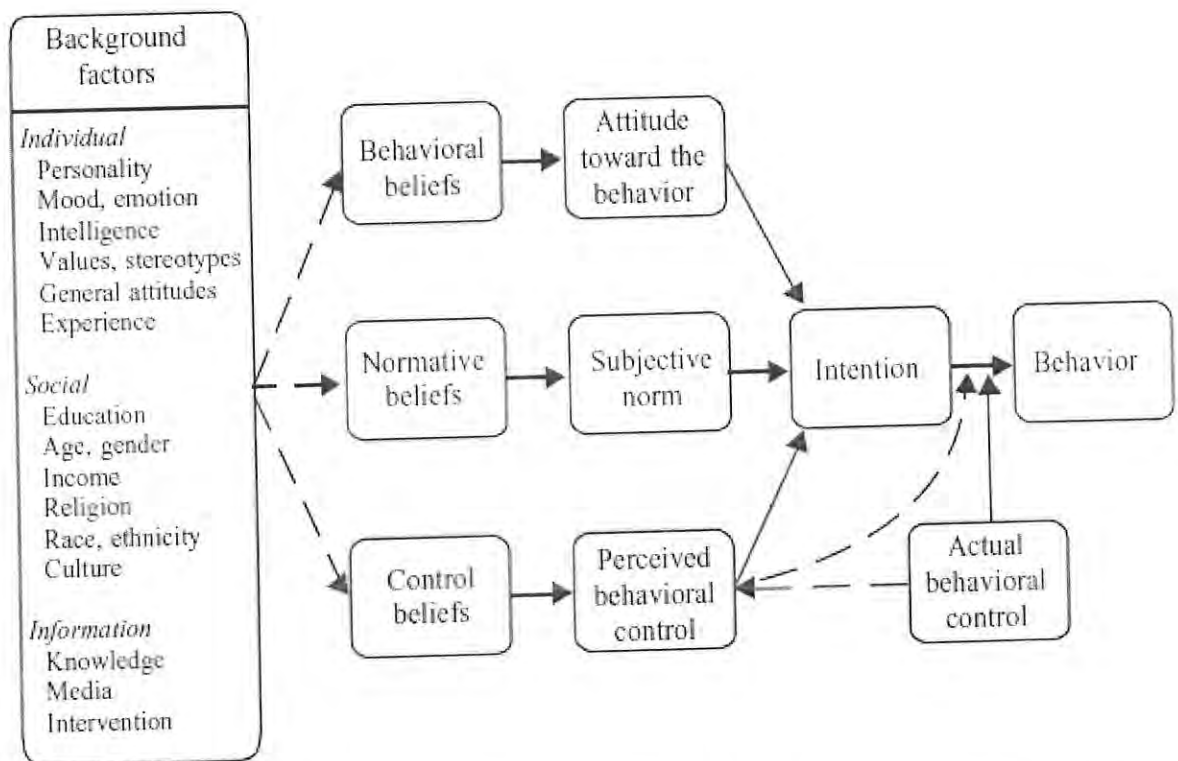 Background
factors
Individual
Personality
Mood, emotion
Intelligence
Values, stereotypes
General attitudes
Experience
Social
Education
Age, gender
Income
Religion
Race, ethnicity
Culture
Information
Knowledge
Media
Intervention
Behavioral
beliefs
Attitude
toward the
behavior
Normative
beliefs
Subjective
norm
Intention
Behavior
Control
beliefs
Perceived
behavioral
control
Actual
behavioral
control